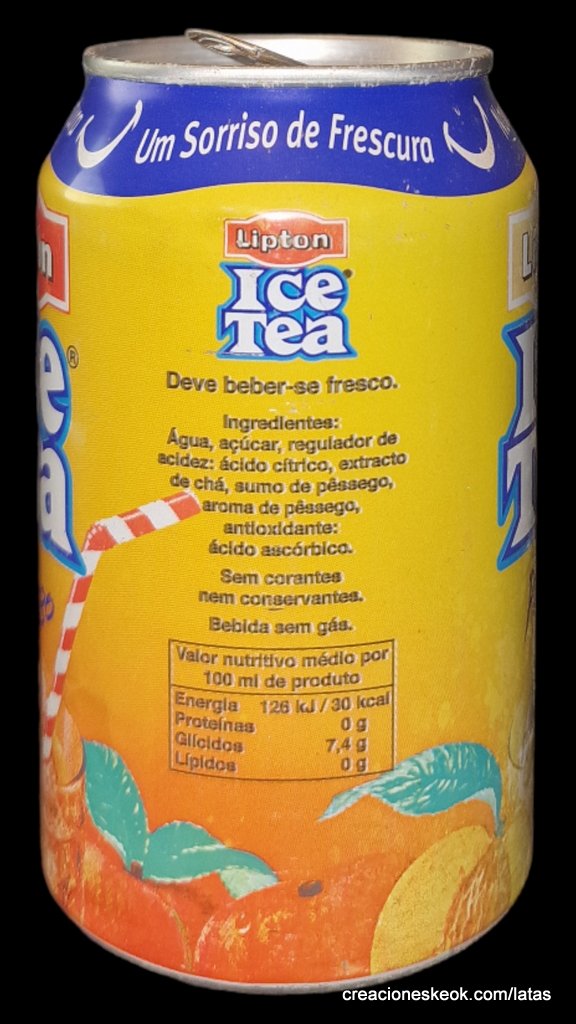 Um Sorriso de Frescura
Lipton
ICE
TEA
Deve beber-se fresco.
Ingredientes:
Água, açúcar, regulador de
acidez: ácido cítrico, extracto
de chá, sumo de pêssego,
aroma de pêssego,
antioxidante:
ácido ascórbico.
Sem corantes
nem conservantes.
Bebida sem gás.
Valor nutritivo médio por
100 ml de produto
Energia 126 kJ / 30 kcal
Proteínas 0 g
Glícidos 7,4 g
Lípidos 0 g
creacioneskeok.com/latas